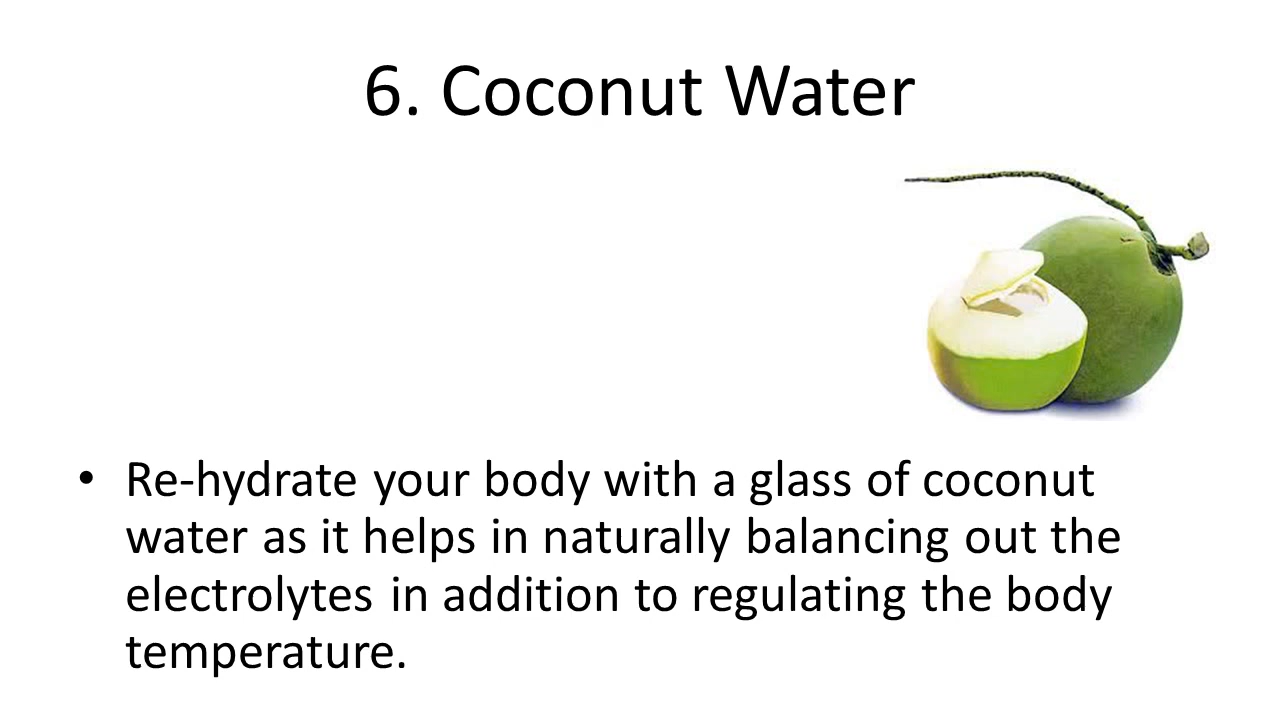 6. Coconut Water
• Re-hydrate your body with a glass of coconut
water as it helps in naturally balancing out the
electrolytes in addition to regulating the body
temperature.